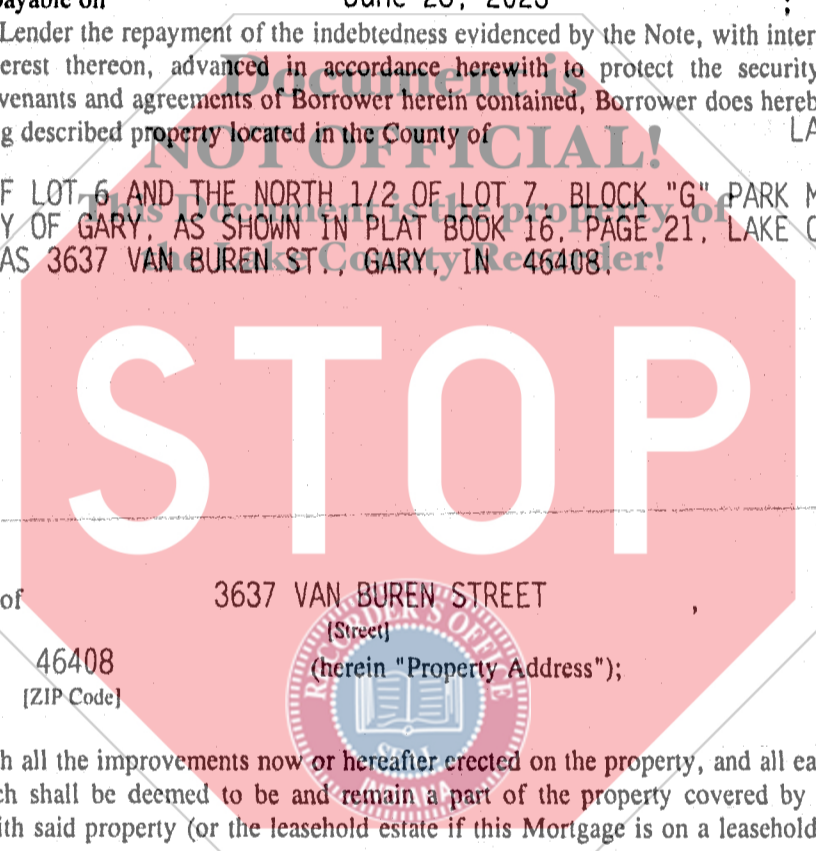 payable on June 20, 2023 ;
Lender the repayment of the indebtedness evidenced by the Note, with inter
erest thereon, advanced in accordance herewith to protect the security
venants and agreements of Borrower herein contained, Borrower does hereb
g described property located in the County of LA
Document is
NOT OFFICIAL!
This Document is the property of
the Lake County Recorder!
F LOT 6 AND THE NORTH 1/2 OF LOT 7, BLOCK "G" PARK M
Y OF GARY, AS SHOWN IN PLAT BOOK 16, PAGE 21, LAKE C
AS 3637 VAN BUREN ST., GARY, IN 46408.
STOP
of 3637 VAN BUREN STREET ,
[Street]
46408 (herein "Property Address");
[ZIP Code]
RECORDER'S OFFICE
SEAL
INDIANA
h all the improvements now or hereafter erected on the property, and all ea
ch shall be deemed to be and remain a part of the property covered by
ith said property (or the leasehold estate if this Mortgage is on a leasehold